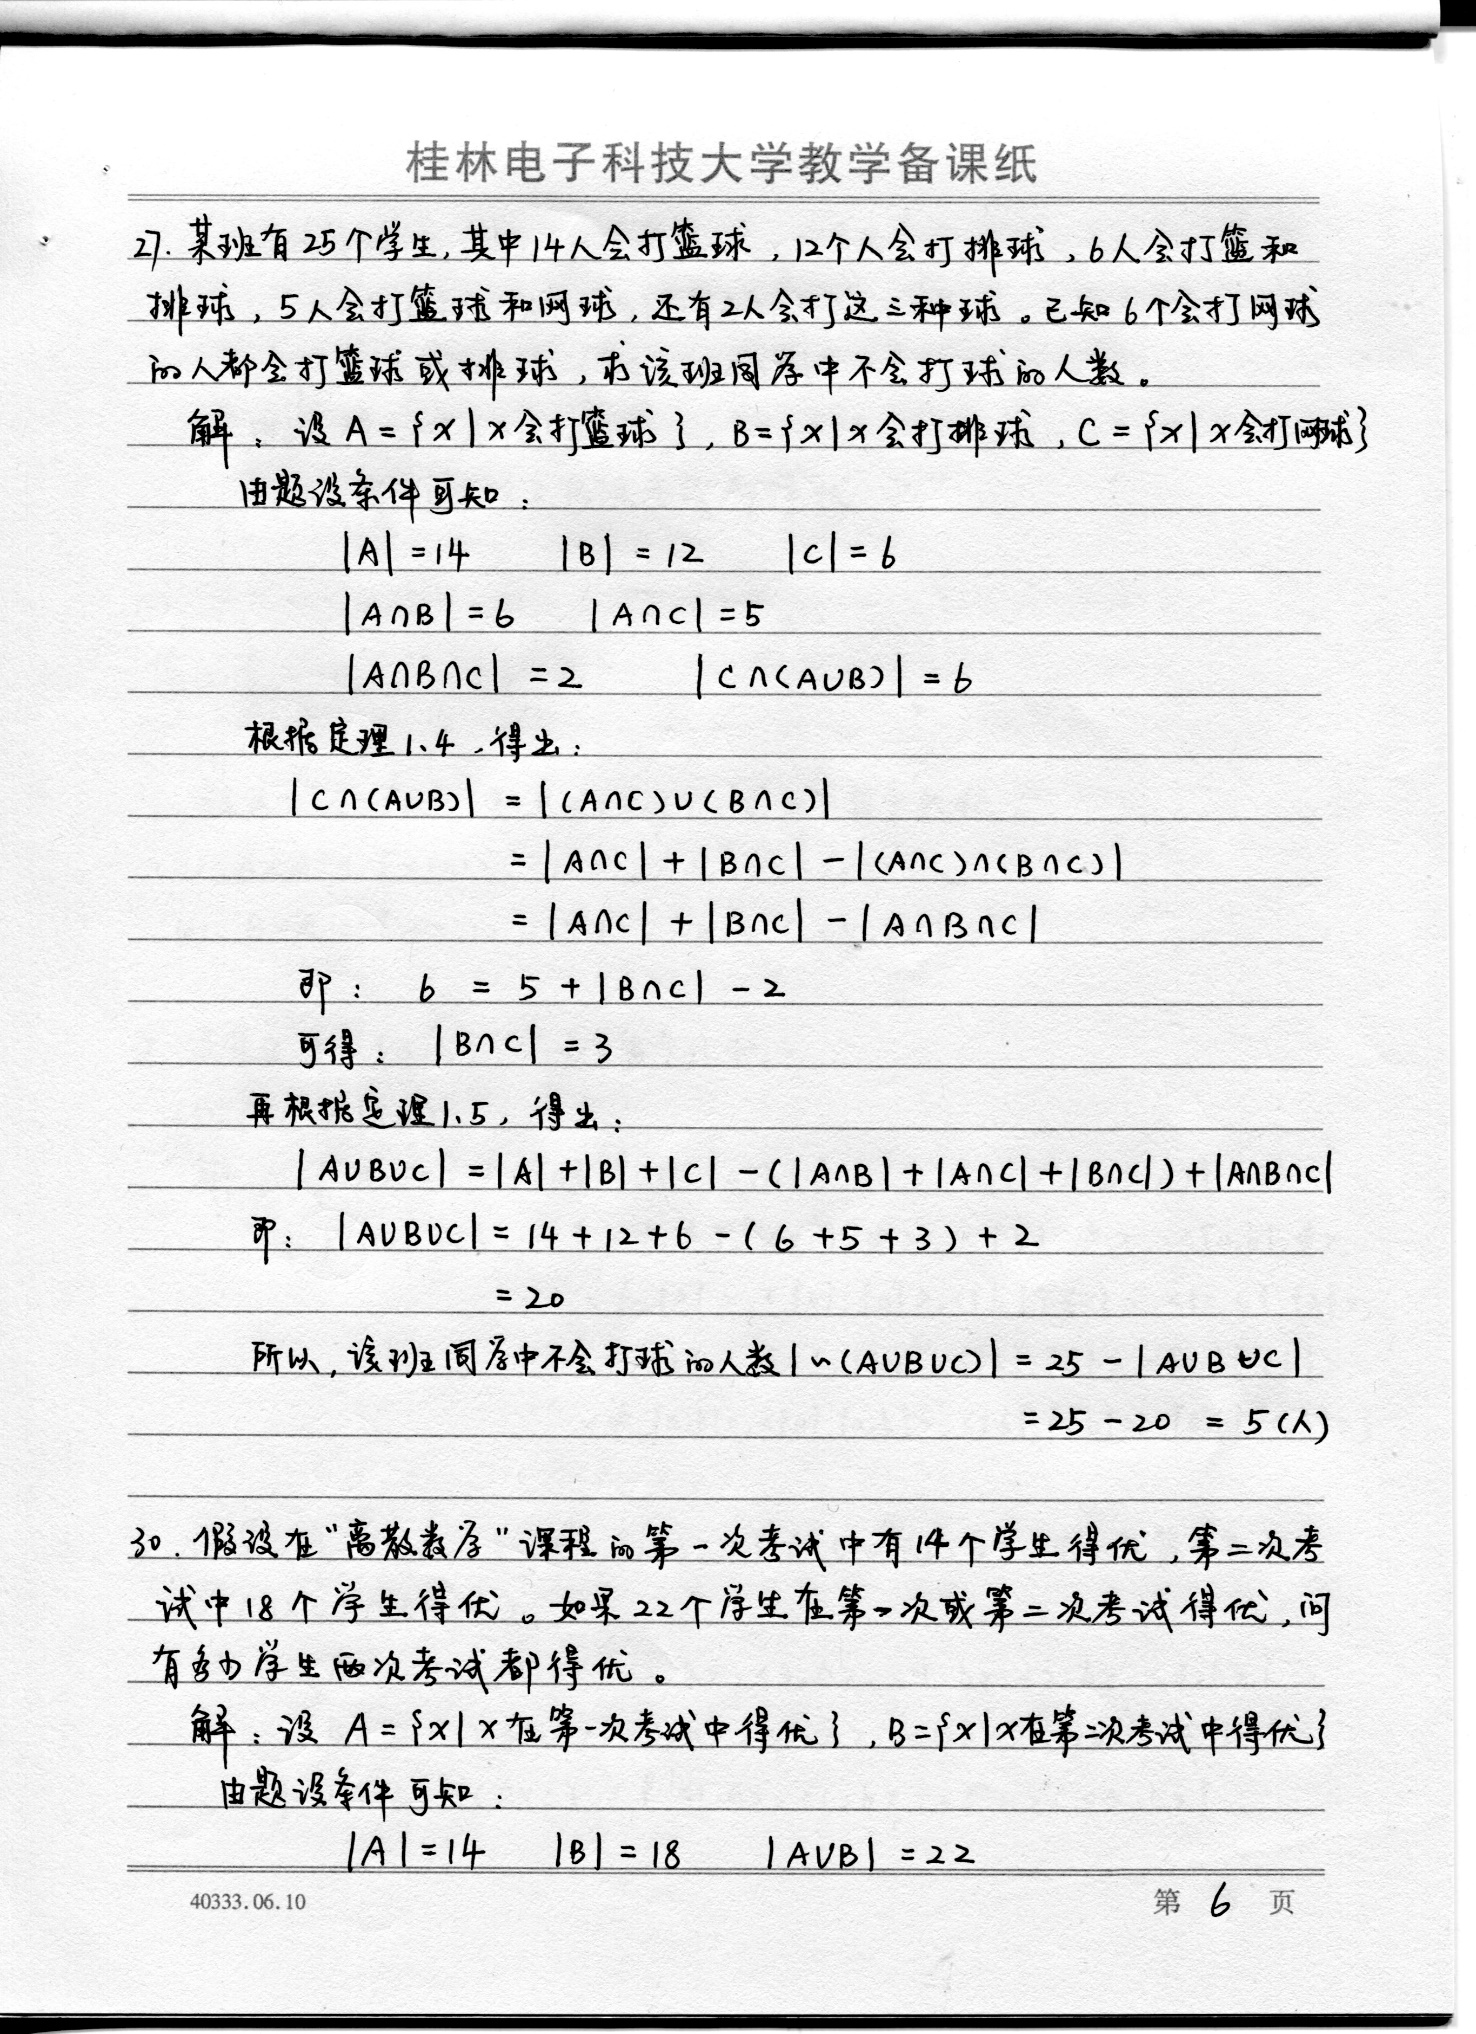 桂林电子科技大学教学备课纸
27. 某班有25个学生,其中14人会打篮球,12个人会打排球,6人会打篮和
排球,5人会打篮球和网球,还有2人会打这三种球。已知6个会打网球
的人都会打篮球或排球,求该班同学中不会打球的人数。
解:设 A={x|x会打篮球},B={x|x会打排球,C={x|x会打网球}
由题设条件可知:
|A|=14 |B|=12 |C|=6
|A∩B|=6 |A∩C|=5
|A∩B∩C|=2 |C∩(A∪B)|=6
根据定理1.4,得出:
|C∩(A∪B)| = |(A∩C)∪(B∩C)|
= |A∩C|+|B∩C|-|(A∩C)∩(B∩C)|
= |A∩C|+|B∩C|-|A∩B∩C|
即: 6 = 5+|B∩C|-2
可得: |B∩C|=3
再根据定理1.5,得出:
|A∪B∪C|=|A|+|B|+|C|-(|A∩B|+|A∩C|+|B∩C|)+|A∩B∩C|
即: |A∪B∪C|=14+12+6-(6+5+3)+2
=20
所以,该班同学中不会打球的人数|~(A∪B∪C)|=25-|A∪B∪C|
=25-20 = 5(人)
30. 假设在"离散数学"课程的第一次考试中有14个学生得优,第二次考
试中18个学生得优。如果22个学生在第一次或第二次考试得优,问
有多少学生两次考试都得优。
解:设 A={x|x在第一次考试中得优},B={x|x在第二次考试中得优}
由题设条件可知:
|A|=14 |B|=18 |A∪B|=22
40333.06.10 第 6 页